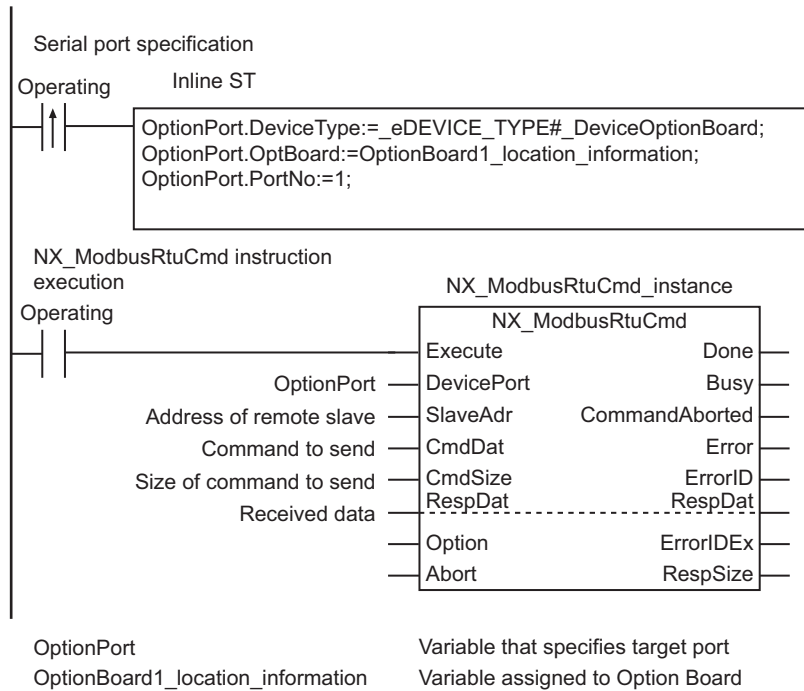 Serial port specification
Operating
Inline ST
OptionPort.DeviceType:=_eDEVICE_TYPE#_DeviceOptionBoard;
OptionPort.OptBoard:=OptionBoard1_location_information;
OptionPort.PortNo:=1;
NX_ModbusRtuCmd instruction
execution
Operating
NX_ModbusRtuCmd_instance
NX_ModbusRtuCmd
Execute Done
OptionPort DevicePort Busy
Address of remote slave SlaveAdr CommandAborted
Command to send CmdDat Error
Size of command to send CmdSize ErrorID
Received data RespDat RespDat
Option ErrorIDEx
Abort RespSize
OptionPort Variable that specifies target port
OptionBoard1_location_information Variable assigned to Option Board